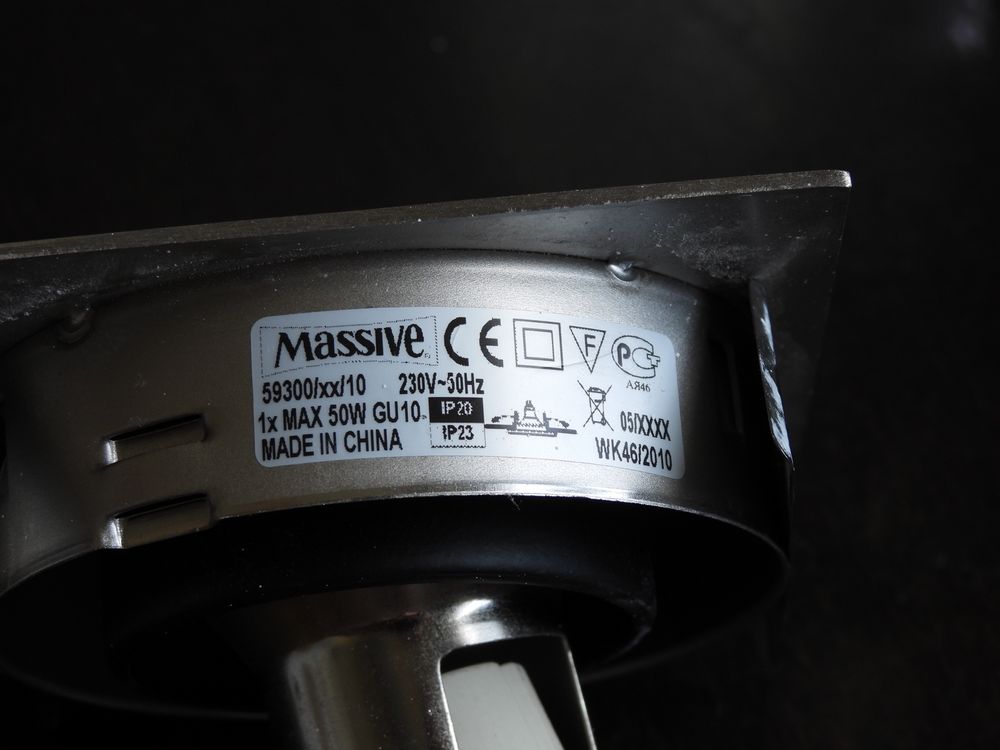 Massive CE F PC
АЯ46
59300/xx/10 230V~50Hz
1x MAX 50W GU10 IP20
IP23
05/XXXX
MADE IN CHINA WK46/2010